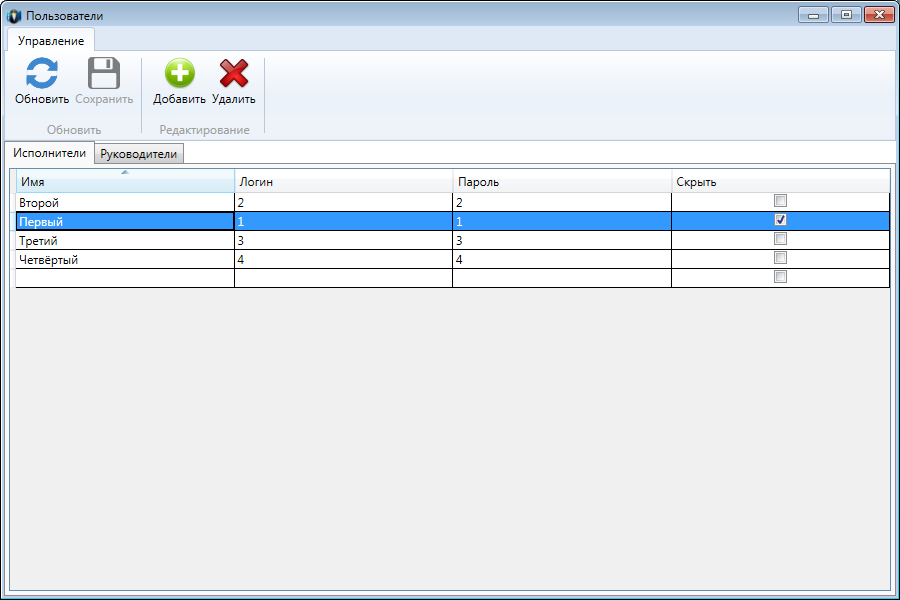 Пользователи
Управление
Обновить Сохранить Добавить Удалить
Обновить Редактирование
Исполнители Руководители
Имя Логин Пароль Скрыть
Второй 2 2
Первый 1 1
Третий 3 3
Четвёртый 4 4